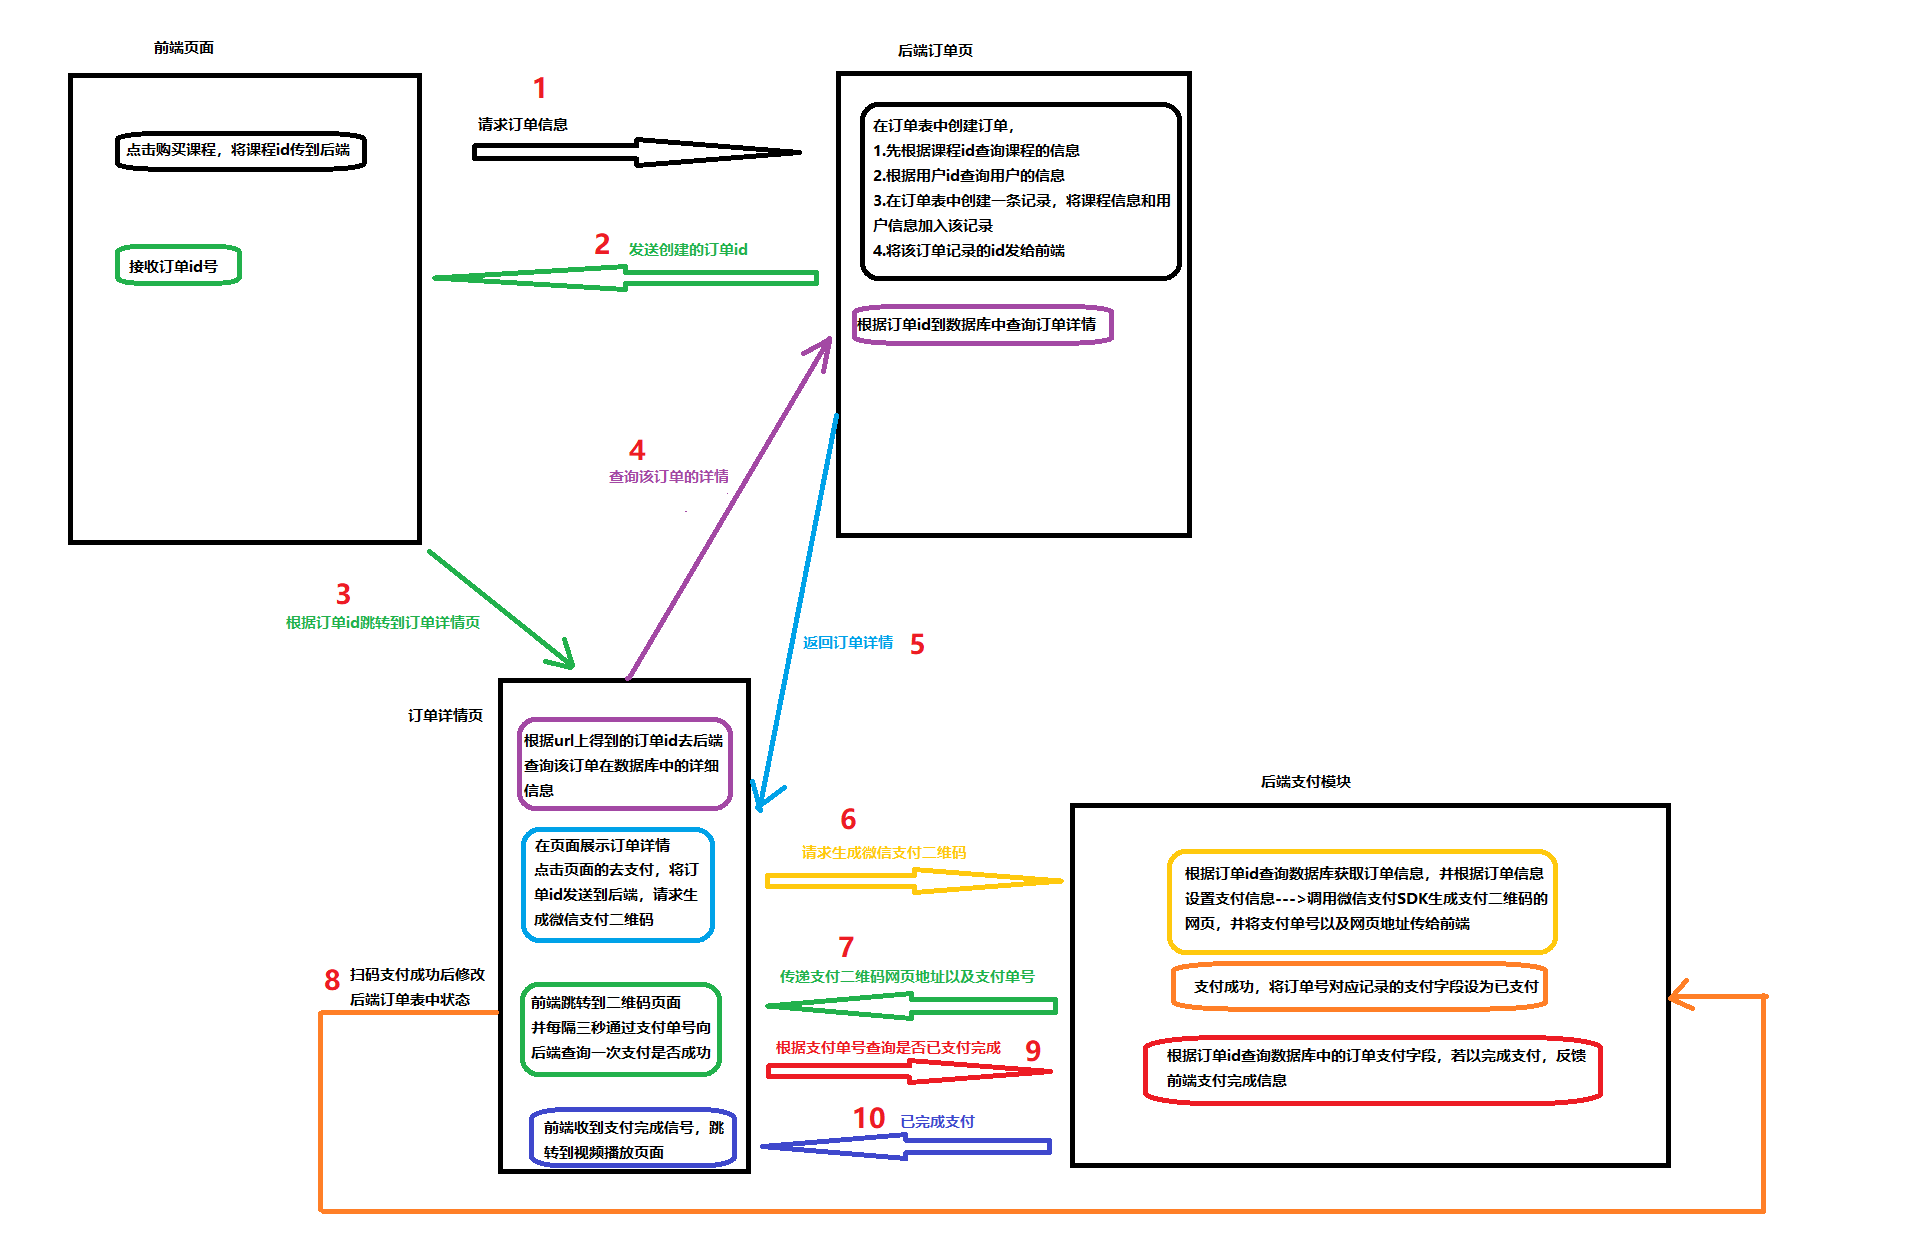 前端页面
后端订单页
1
请求订单信息
点击购买课程，将课程id传到后端
在订单表中创建订单，
1.先根据课程id查询课程的信息
2.根据用户id查询用户的信息
3.在订单表中创建一条记录，将课程信息和用
户信息加入该记录
4.将该订单记录的id发给前端
2
发送创建的订单id
接收订单id号
根据订单id到数据库中查询订单详情
4
查询该订单的详情
3
根据订单id跳转到订单详情页
返回订单详情
5
订单详情页
根据url上得到的订单id去后端
查询该订单在数据库中的详细
信息
后端支付模块
6
请求生成微信支付二维码
在页面展示订单详情
点击页面的去支付，将订
单id发送到后端，请求生
成微信支付二维码
根据订单id查询数据库获取订单信息，并根据订单信息
设置支付信息--->调用微信支付SDK生成支付二维码的
网页，并将支付单号以及网页地址传给前端
7
传递支付二维码网页地址以及支付单号
8
扫码支付成功后修改
后端订单表中状态
支付成功，将订单号对应记录的支付字段设为已支付
前端跳转到二维码页面
并每隔三秒通过支付单号向
后端查询一次支付是否成功
根据支付单号查询是否已支付完成
9
根据订单id查询数据库中的订单支付字段，若以完成支付，反馈
前端支付完成信息
10
已完成支付
前端收到支付完成信号，跳
转到视频播放页面